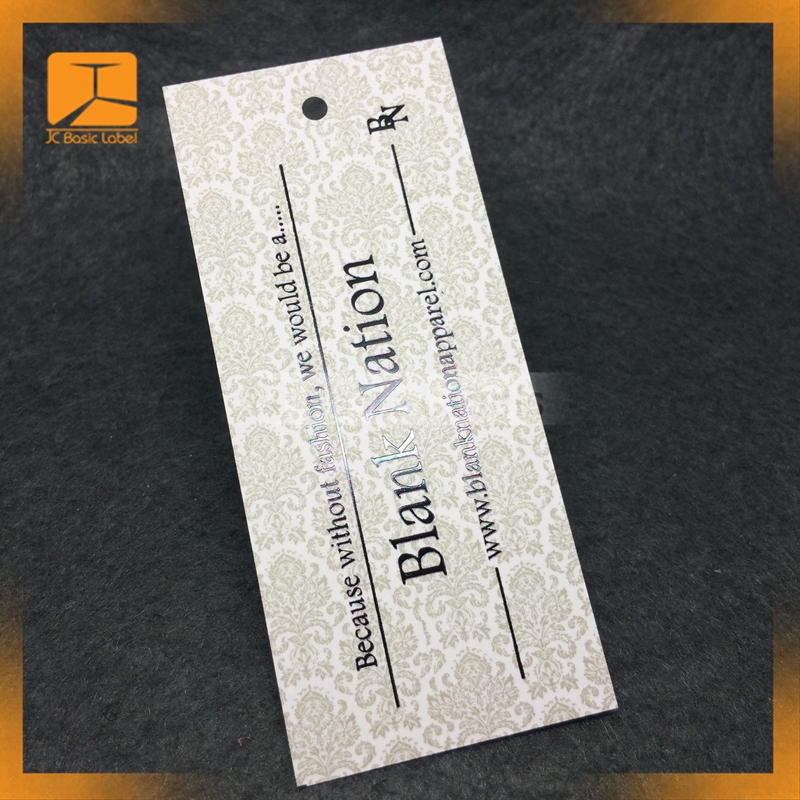 JC Basic Label
BN
Because without fashion, we would be a.....
Blank Nation
www.blanknationapparel.com